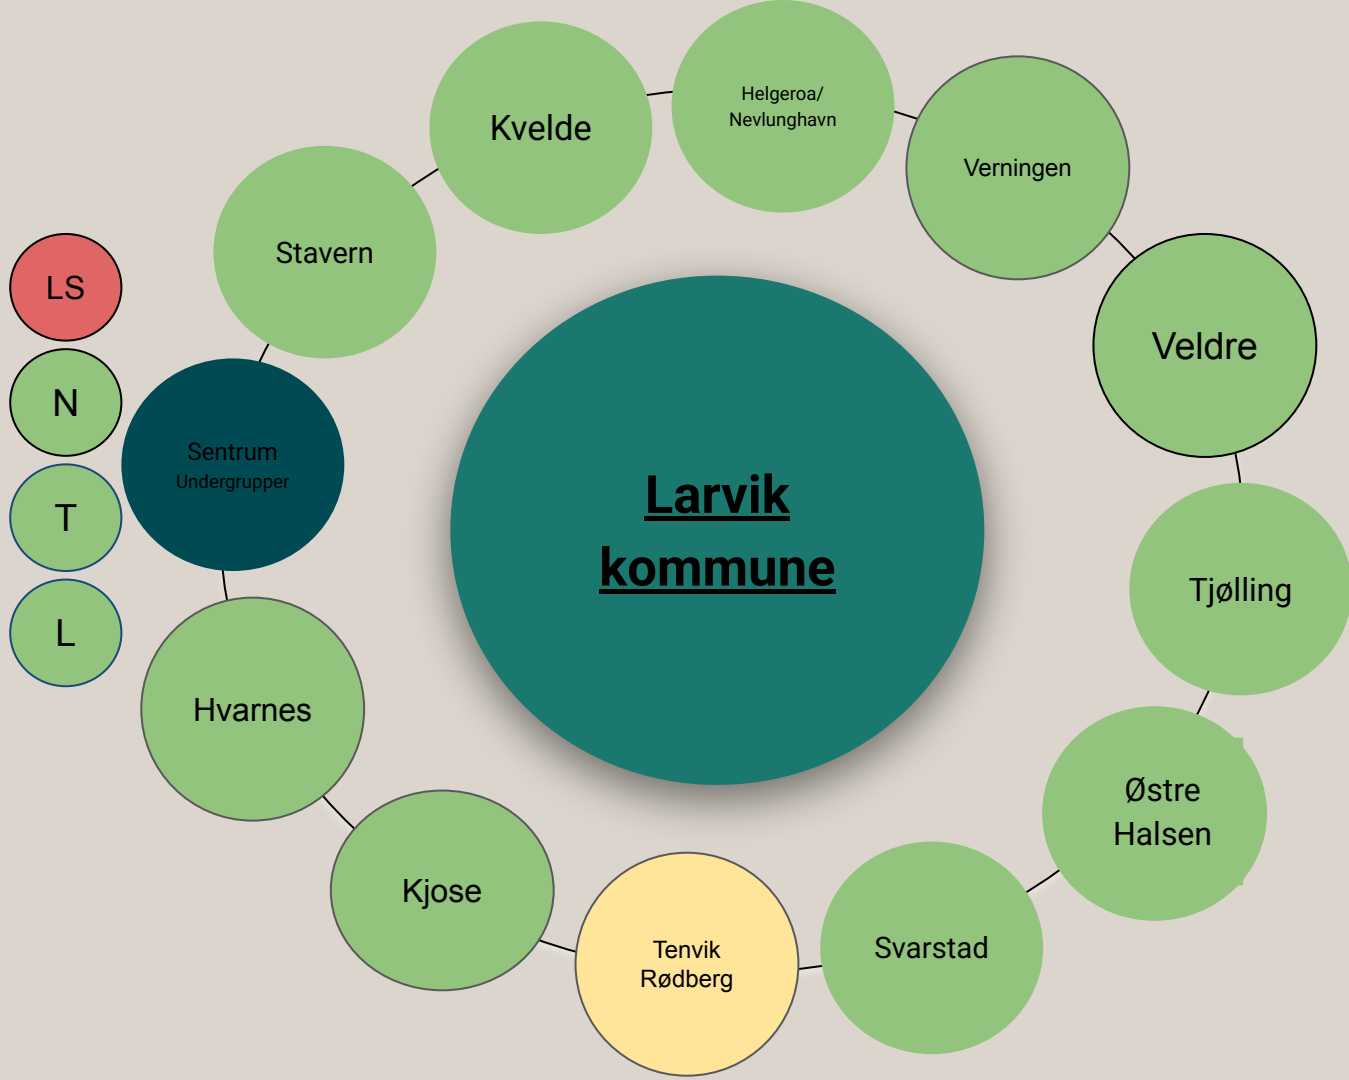 Kvelde
Helgeroa/
Nevlunghavn
Verningen
Stavern
LS
Veldre
N
Sentrum
Undergrupper
Larvik
kommune
T
Tjølling
L
Hvarnes
Østre
Halsen
Kjose
Tenvik
Rødberg
Svarstad